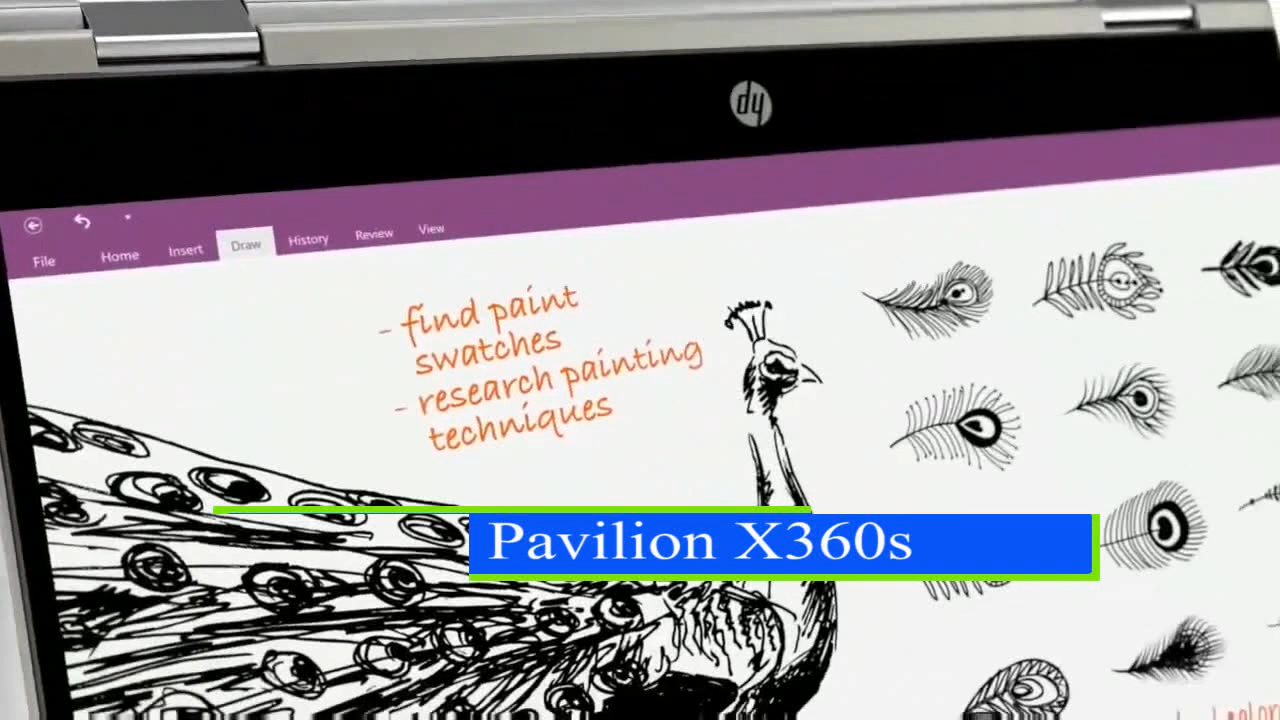 File Home Insert Draw History Review View
- find paint
swatches
- research painting
techniques
Pavilion X360s